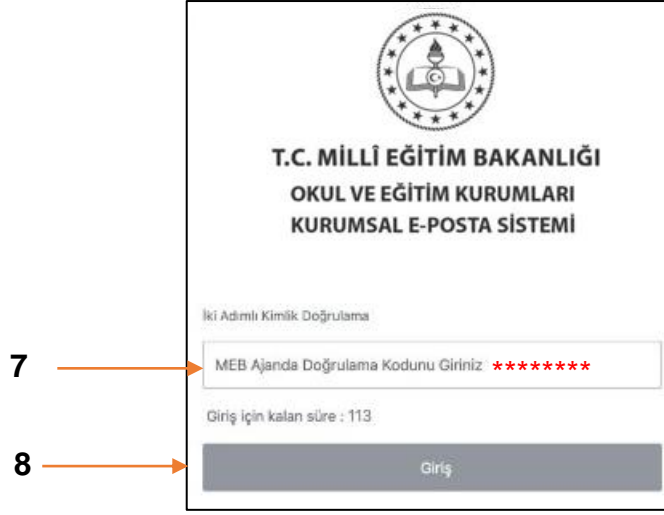 T.C. MİLLÎ EĞİTİM BAKANLIĞI
OKUL VE EĞİTİM KURUMLARI
KURUMSAL E-POSTA SİSTEMİ
İki Adımlı Kimlik Doğrulama
7 MEB Ajanda Doğrulama Kodunu Giriniz ********
Giriş için kalan süre : 113
8 Giriş